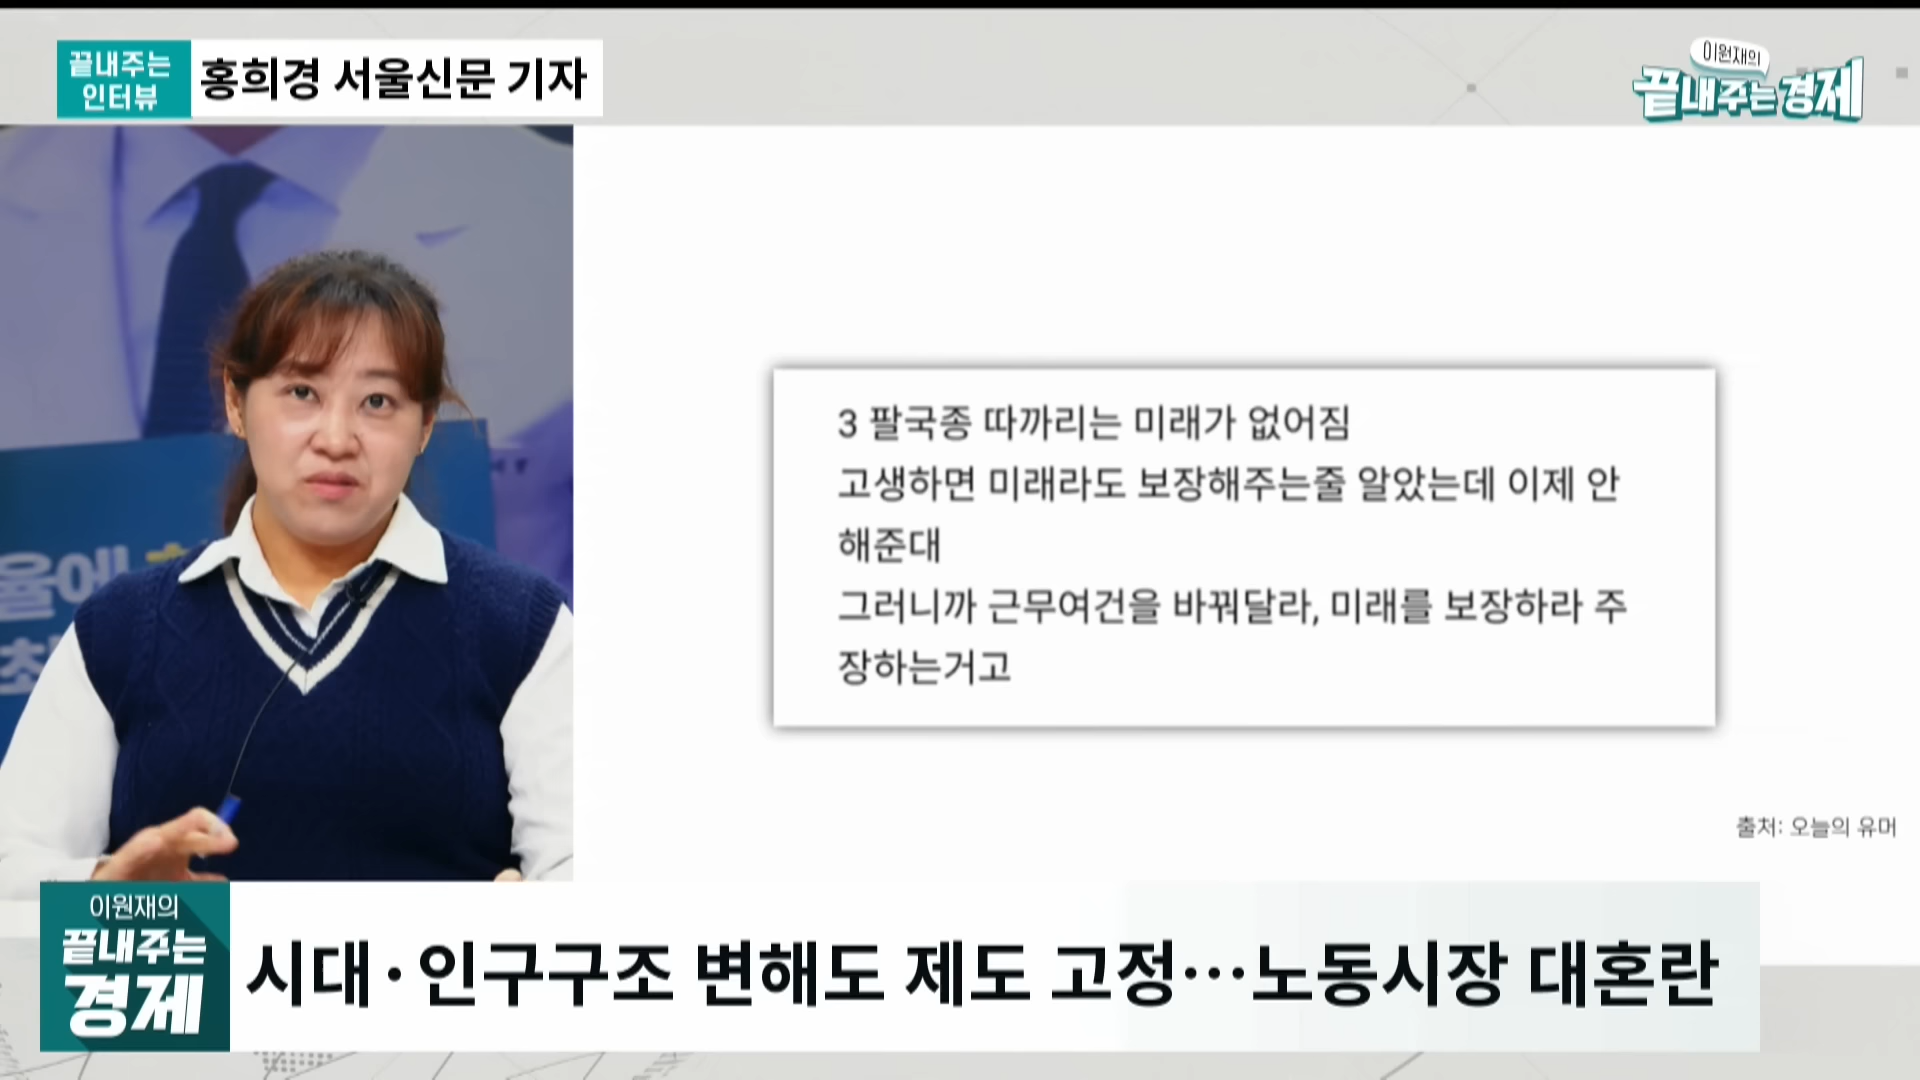 끝내주는
인터뷰
홍희경 서울신문 기자
이원재의
끝내주는 경제
3 팔국종 따까리는 미래가 없어짐
고생하면 미래라도 보장해주는줄 알았는데 이제 안
해준대
그러니까 근무여건을 바꿔달라, 미래를 보장하라 주
장하는거고
출처: 오늘의 유머
율에
최
이원재의
끝내주는
경제
시대·인구구조 변해도 제도 고정…노동시장 대혼란